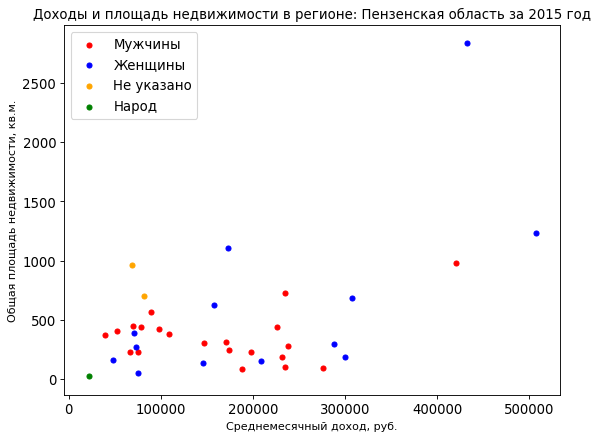 Доходы и площадь недвижимости в регионе: Пензенская область за 2015 год
Мужчины
Женщины
Не указано
Народ
2500
2000
1500
1000
500
0
Общая площадь недвижимости, кв.м.
0 100000 200000 300000 400000 500000
Среднемесячный доход, руб.